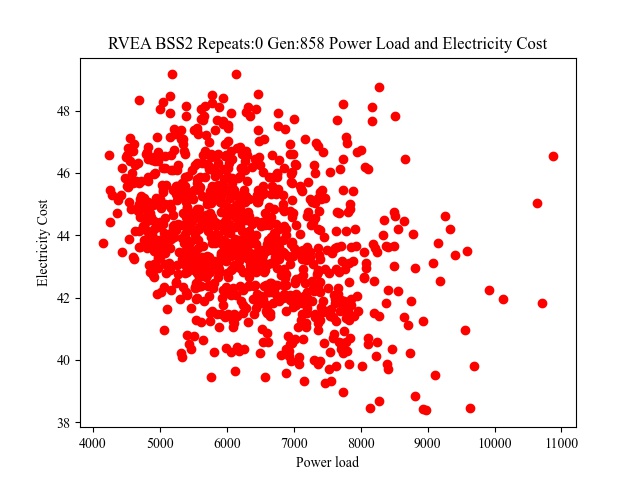 RVEA BSS2 Repeats:0 Gen:858 Power Load and Electricity Cost
48
46
44
42
40
38
Electricity Cost
4000 5000 6000 7000 8000 9000 10000 11000
Power load